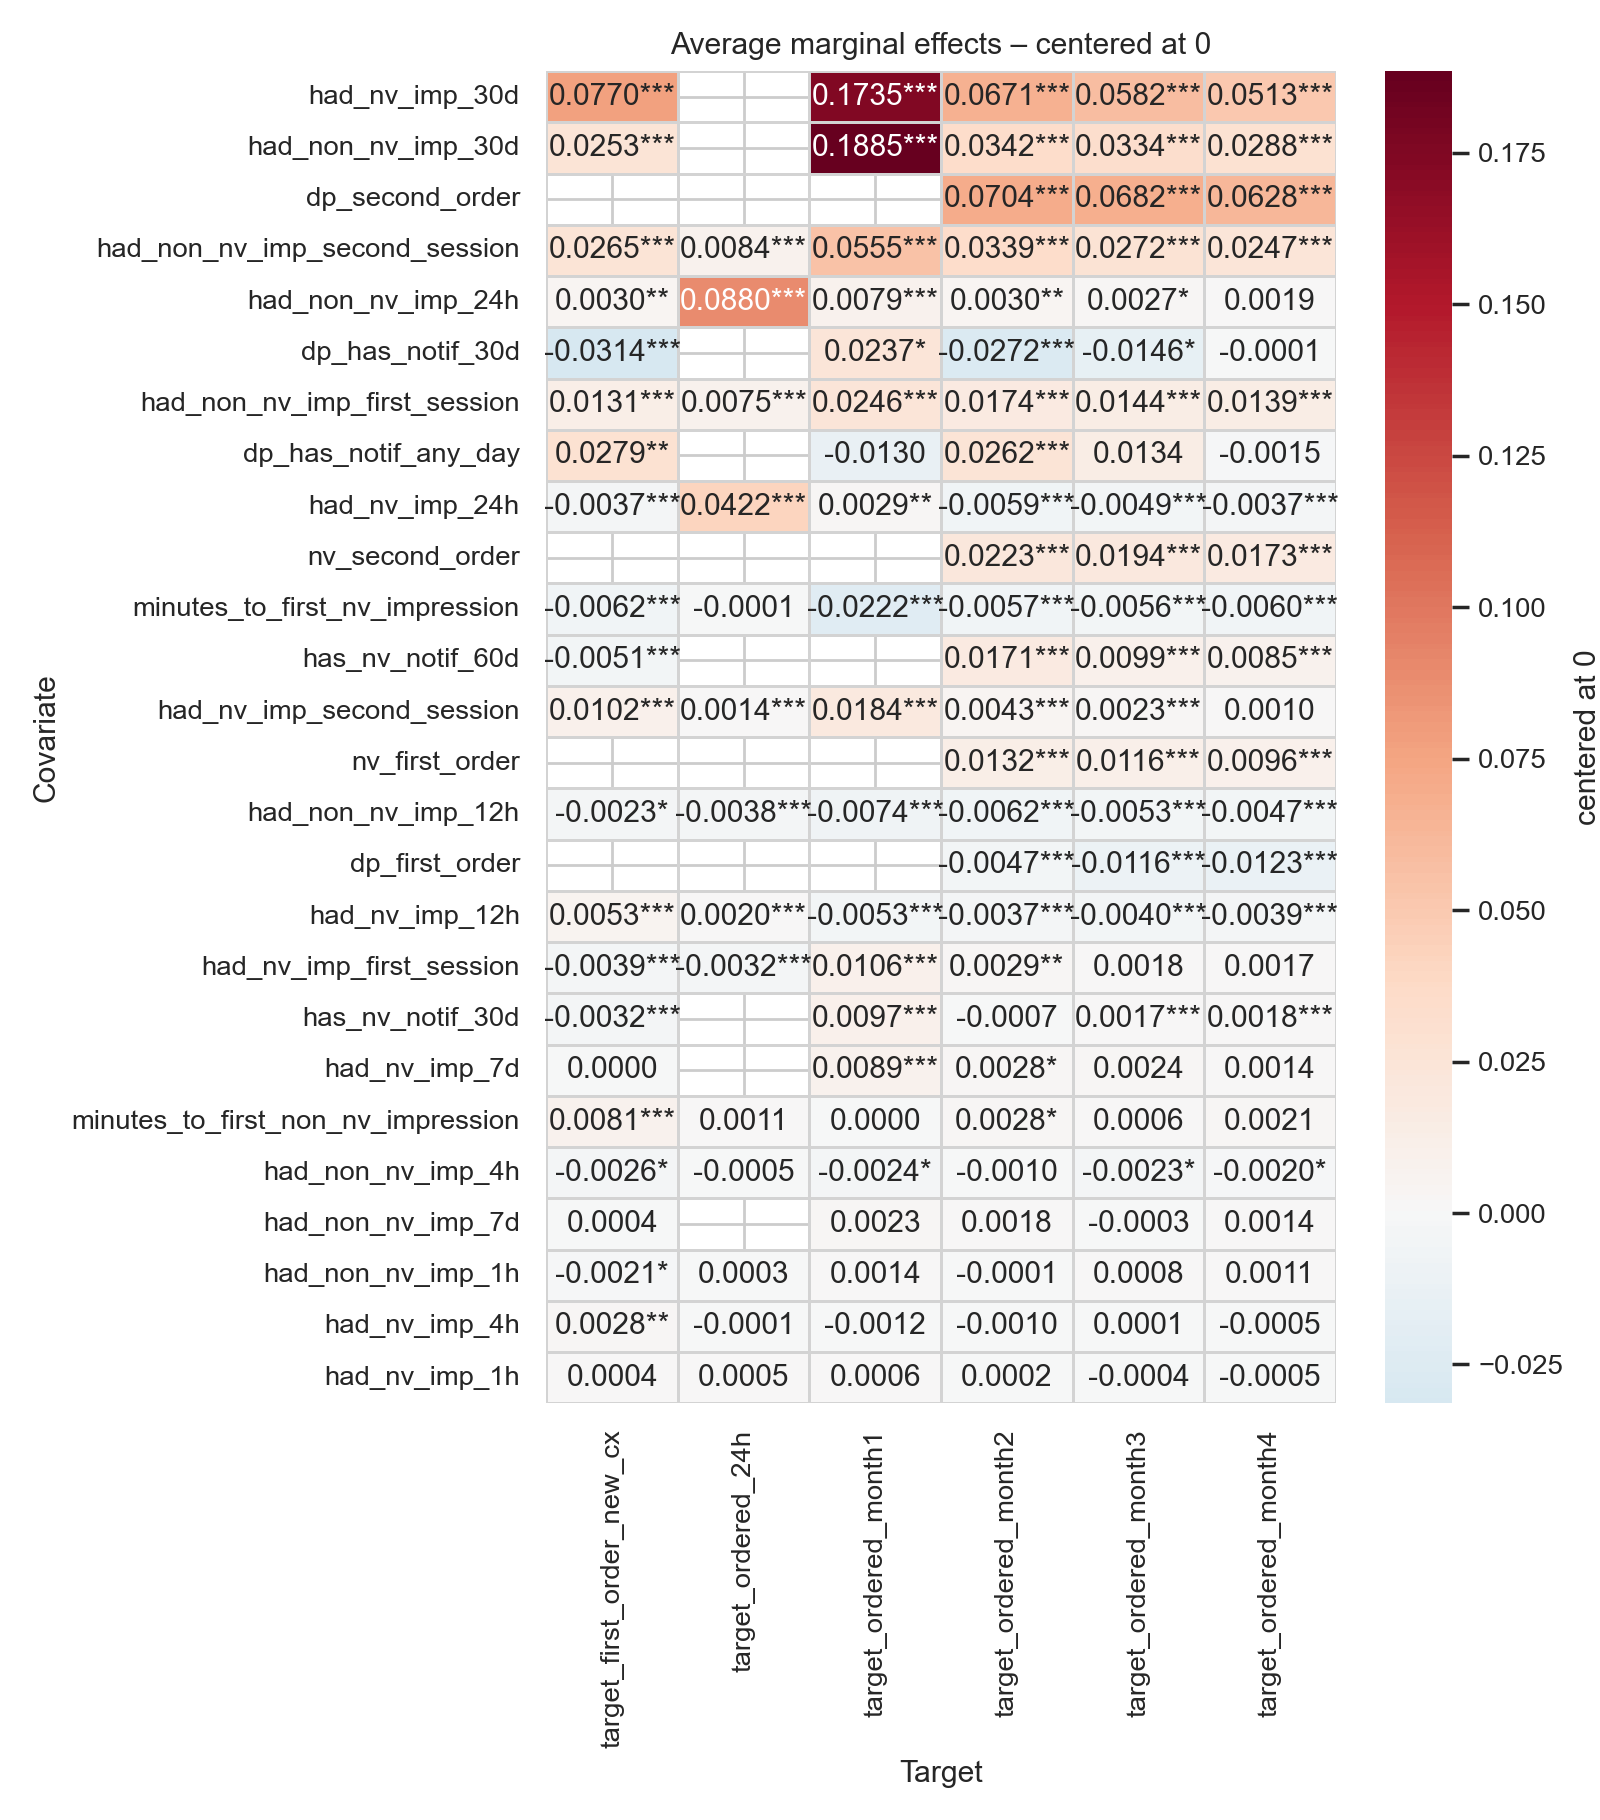 Average marginal effects – centered at 0
had_nv_imp_30d 0.0770*** 0.1735*** 0.0671*** 0.0582*** 0.0513***
had_non_nv_imp_30d 0.0253*** 0.1885*** 0.0342*** 0.0334*** 0.0288***
dp_second_order 0.0704*** 0.0682*** 0.0628***
had_non_nv_imp_second_session 0.0265*** 0.0084*** 0.0555*** 0.0339*** 0.0272*** 0.0247***
had_non_nv_imp_24h 0.0030** 0.0880*** 0.0079*** 0.0030** 0.0027* 0.0019
dp_has_notif_30d -0.0314*** 0.0237* -0.0272*** -0.0146* -0.0001
had_non_nv_imp_first_session 0.0131*** 0.0075*** 0.0246*** 0.0174*** 0.0144*** 0.0139***
dp_has_notif_any_day 0.0279** -0.0130 0.0262*** 0.0134 -0.0015
had_nv_imp_24h -0.0037*** 0.0422*** 0.0029** -0.0059*** -0.0049*** -0.0037***
nv_second_order 0.0223*** 0.0194*** 0.0173***
minutes_to_first_nv_impression -0.0062*** -0.0001 -0.0222*** -0.0057*** -0.0056*** -0.0060***
has_nv_notif_60d -0.0051*** 0.0171*** 0.0099*** 0.0085***
had_nv_imp_second_session 0.0102*** 0.0014*** 0.0184*** 0.0043*** 0.0023*** 0.0010
nv_first_order 0.0132*** 0.0116*** 0.0096***
had_non_nv_imp_12h -0.0023* -0.0038*** -0.0074*** -0.0062*** -0.0053*** -0.0047***
dp_first_order -0.0047*** -0.0116*** -0.0123***
had_nv_imp_12h 0.0053*** 0.0020*** -0.0053*** -0.0037*** -0.0040*** -0.0039***
had_nv_imp_first_session -0.0039*** -0.0032*** 0.0106*** 0.0029** 0.0018 0.0017
has_nv_notif_30d -0.0032*** 0.0097*** -0.0007 0.0017*** 0.0018***
had_nv_imp_7d 0.0000 0.0089*** 0.0028* 0.0024 0.0014
minutes_to_first_non_nv_impression 0.0081*** 0.0011 0.0000 0.0028* 0.0006 0.0021
had_non_nv_imp_4h -0.0026* -0.0005 -0.0024* -0.0010 -0.0023* -0.0020*
had_non_nv_imp_7d 0.0004 0.0023 0.0018 -0.0003 0.0014
had_non_nv_imp_1h -0.0021* 0.0003 0.0014 -0.0001 0.0008 0.0011
had_nv_imp_4h 0.0028** -0.0001 -0.0012 -0.0010 0.0001 -0.0005
had_nv_imp_1h 0.0004 0.0005 0.0006 0.0002 -0.0004 -0.0005
Covariate
target_first_order_new_cx
target_ordered_24h
target_ordered_month1
target_ordered_month2
target_ordered_month3
target_ordered_month4
Target
0.175
0.150
0.125
0.100
0.075
0.050
0.025
0.000
−0.025
centered at 0